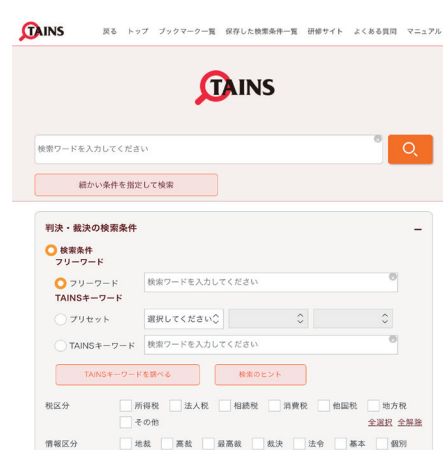 TAINS
戻る トップ ブックマーク一覧 保存した検索条件一覧 研修サイト よくある質問 マニュアル
TAINS
検索ワードを入力してください
細かい条件を指定して検索
判決・裁決の検索条件
検索条件
フリーワード
フリーワード 検索ワードを入力してください
TAINSキーワード
プリセット 選択してください
TAINSキーワード 検索ワードを入力してください
TAINSキーワードを調べる 検索のヒント
税区分 所得税 法人税 相続税 消費税 他国税 地方税
その他 全選択 全解除
情報区分 地裁 高裁 最高裁 裁決 法令 基本 個別